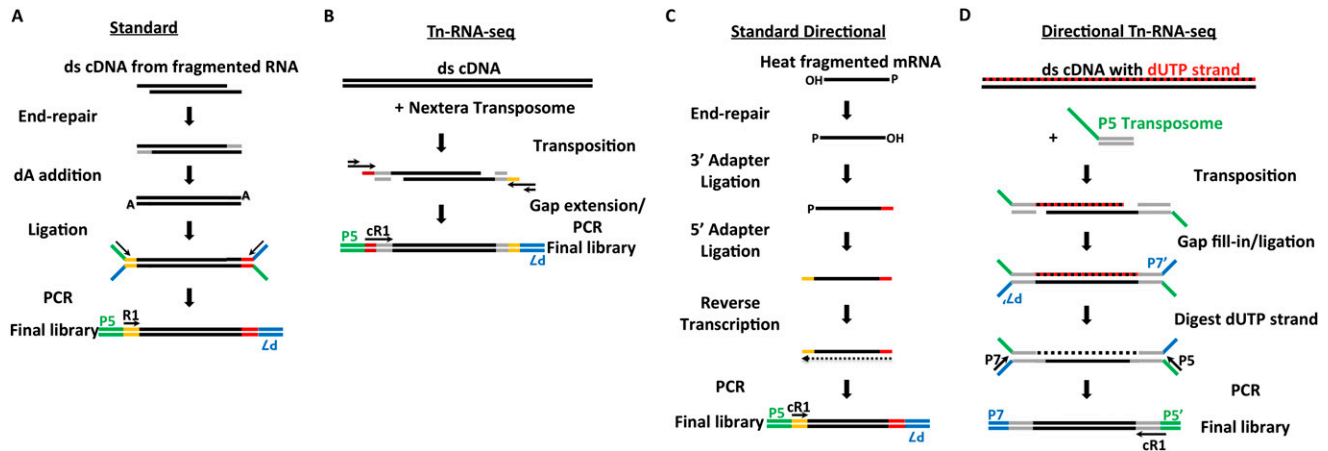 A
Standard
ds cDNA from fragmented RNA
End-repair
dA addition
A
A
Ligation
PCR
P5
R1
Final library
P7
B
Tn-RNA-seq
ds cDNA
+ Nextera Transposome
Transposition
Gap extension/
PCR
P5
cR1
Final library
P7
C
Standard Directional
Heat fragmented mRNA
OH
P
End-repair
P
OH
3' Adapter
Ligation
P
5' Adapter
Ligation
Reverse
Transcription
PCR
P5
cR1
Final library
P7
D
Directional Tn-RNA-seq
ds cDNA with dUTP strand
P5 Transposome
+
Transposition
Gap fill-in/ligation
P7'
P7'
Digest dUTP strand
P7
P5
PCR
P7
P5'
Final library
cR1